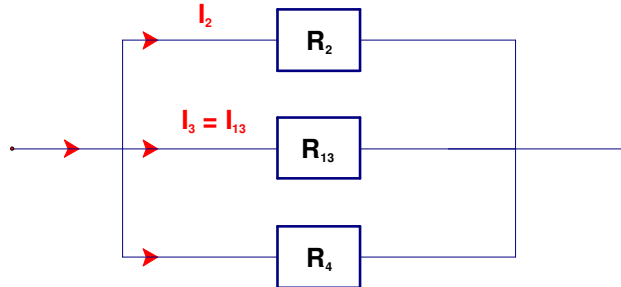 I₂
R₂
I₃ = I₁₃
R₁₃
R₄